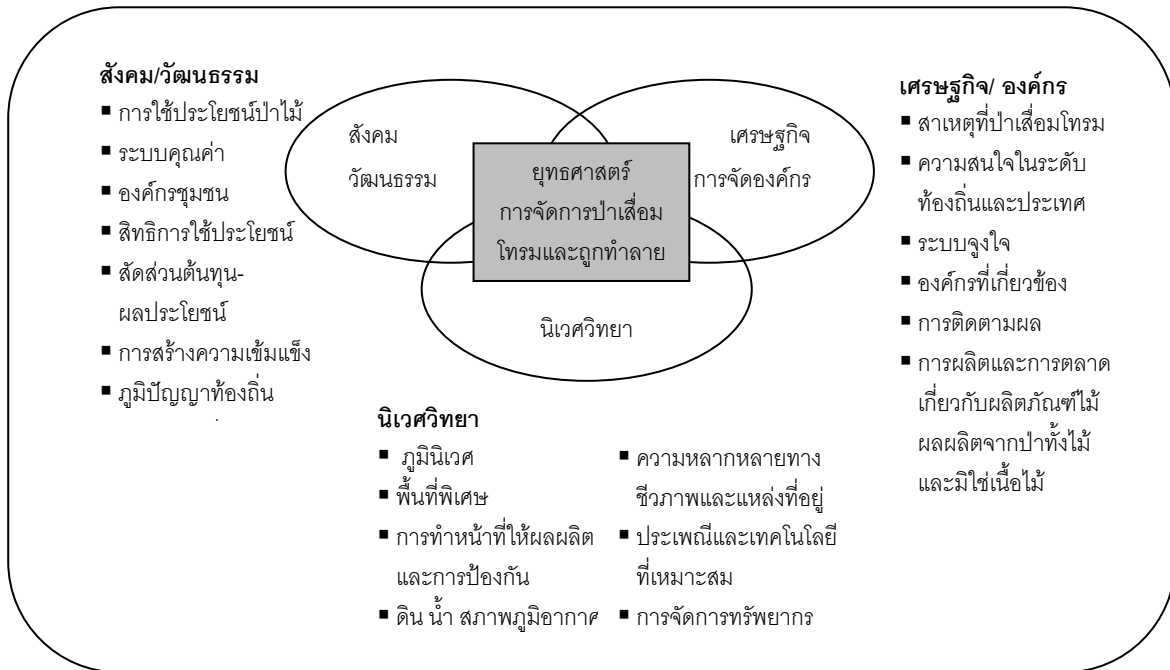 สังคม/วัฒนธรรม
▪ การใช้ประโยชน์ป่าไม้
▪ ระบบคุณค่า
▪ องค์กรชุมชน
▪ สิทธิการใช้ประโยชน์
▪ สัดส่วนต้นทุน-
ผลประโยชน์
▪ การสร้างความเข้มแข็ง
▪ ภูมิปัญญาท้องถิ่น
สังคม
วัฒนธรรม
เศรษฐกิจ
การจัดองค์กร
ยุทธศาสตร์
การจัดการป่าเสื่อม
โทรมและถูกทำลาย
นิเวศวิทยา
เศรษฐกิจ/ องค์กร
▪ สาเหตุที่ป่าเสื่อมโทรม
▪ ความสนใจในระดับ
ท้องถิ่นและประเทศ
▪ ระบบจูงใจ
▪ องค์กรที่เกี่ยวข้อง
▪ การติดตามผล
▪ การผลิตและการตลาด
เกี่ยวกับผลิตภัณฑ์ไม้
ผลผลิตจากป่าทั้งไม้
และมิใช่เนื้อไม้
นิเวศวิทยา
▪ ภูมินิเวศ
▪ พื้นที่พิเศษ
▪ การทำหน้าที่ให้ผลผลิต
และการป้องกัน
▪ ดิน น้ำ สภาพภูมิอากาศ
▪ ความหลากหลายทาง
ชีวภาพและแหล่งที่อยู่
▪ ประเพณีและเทคโนโลยี
ที่เหมาะสม
▪ การจัดการทรัพยากร